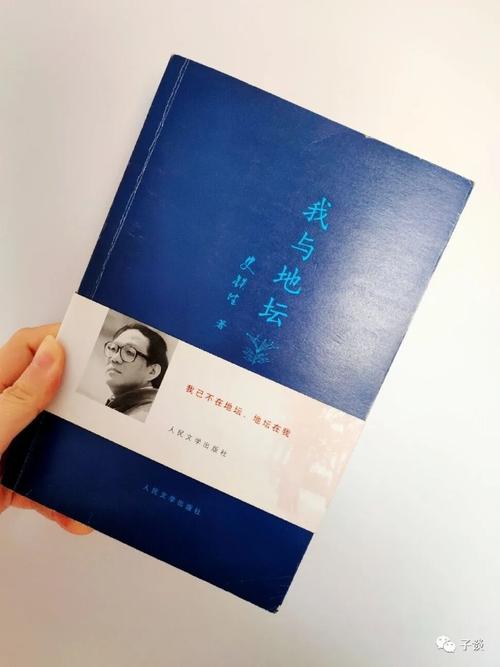 我与地坛
史铁生 著
我已不在地坛，地坛在我
人民文学出版社
人民文学出版社
子谈